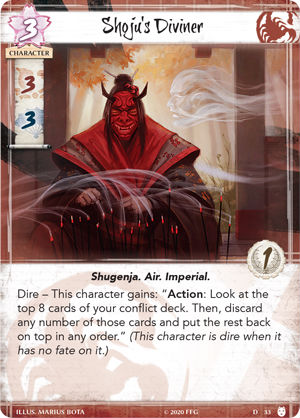 3
Shoju's Diviner
CHARACTER
3
3
1
Shugenja. Air. Imperial.
Dire – This character gains: “Action: Look at the
top 8 cards of your conflict deck. Then, discard
any number of those cards and put the rest back
on top in any order.” (This character is dire when it
has no fate on it.)
ILLUS. MARIUS BOTA © 2020 FFG D 33